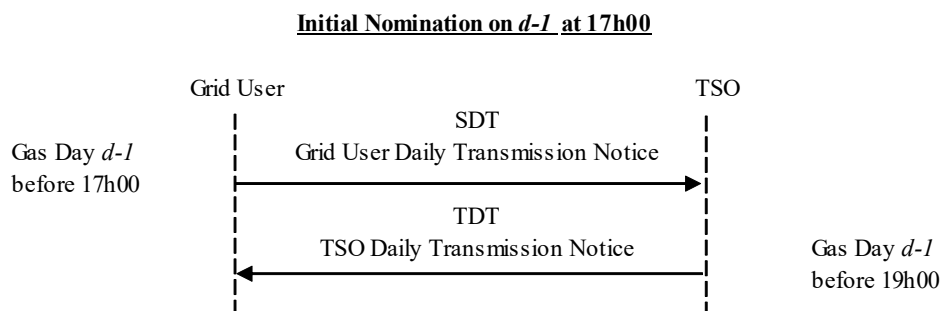 Initial Nomination on d-1 at 17h00
Grid User
TSO
SDT
Gas Day d-1
before 17h00
Grid User Daily Transmission Notice
TDT
TSO Daily Transmission Notice
Gas Day d-1
before 19h00